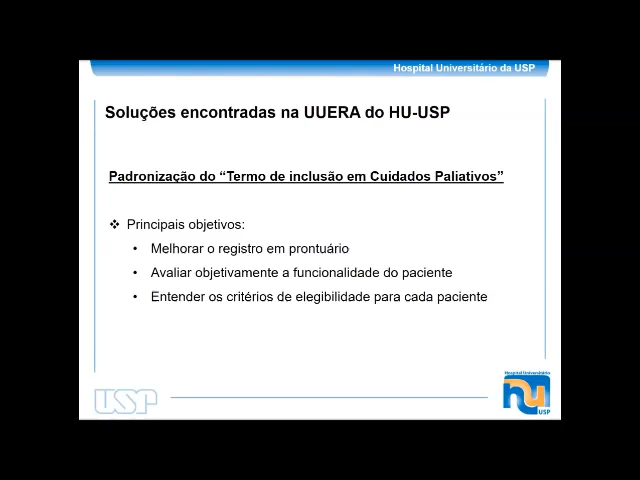 Hospital Universitário da USP
Soluções encontradas na UUERA do HU-USP
Padronização do “Termo de inclusão em Cuidados Paliativos”
❖ Principais objetivos:
• Melhorar o registro em prontuário
• Avaliar objetivamente a funcionalidade do paciente
• Entender os critérios de elegibilidade para cada paciente
Hospital Universitário
hu
USP
USP